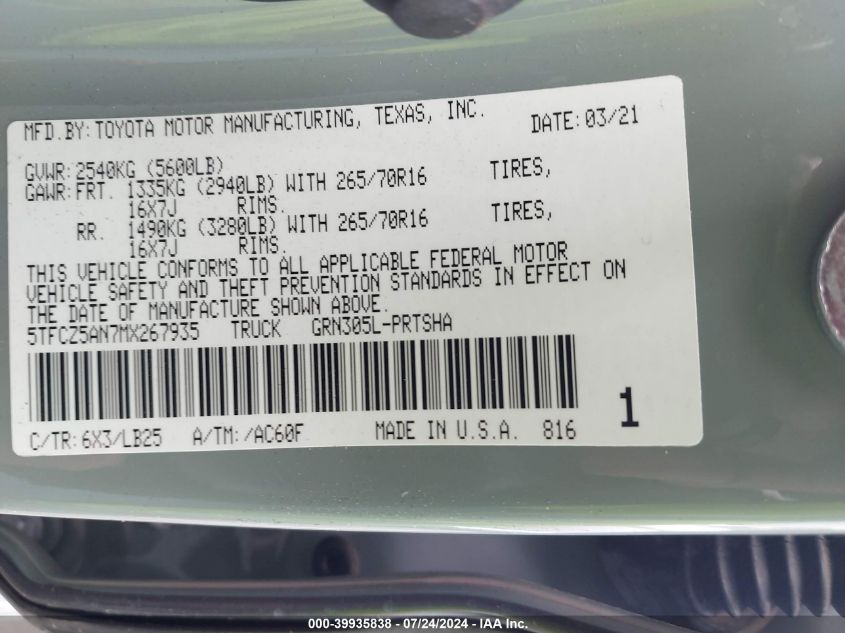 MFD.BY:TOYOTA MOTOR MANUFACTURING, TEXAS, INC. DATE:03/21
GVWR:2540KG (5600LB)
GAWR:FRT. 1335KG (2940LB) WITH 265/70R16 TIRES,
16X7J RIMS.
RR. 1490KG (3280LB) WITH 265/70R16 TIRES,
16X7J RIMS.
THIS VEHICLE CONFORMS TO ALL APPLICABLE FEDERAL MOTOR
VEHICLE SAFETY AND THEFT PREVENTION STANDARDS IN EFFECT ON
THE DATE OF MANUFACTURE SHOWN ABOVE.
5TFCZ5AN7MX267935 TRUCK GRN305L-PRTSHA
1
C/TR:6X3/LB25 A/TM:/AC60F MADE IN U.S.A. 816
000-39935838 - 07/24/2024 - IAA Inc.